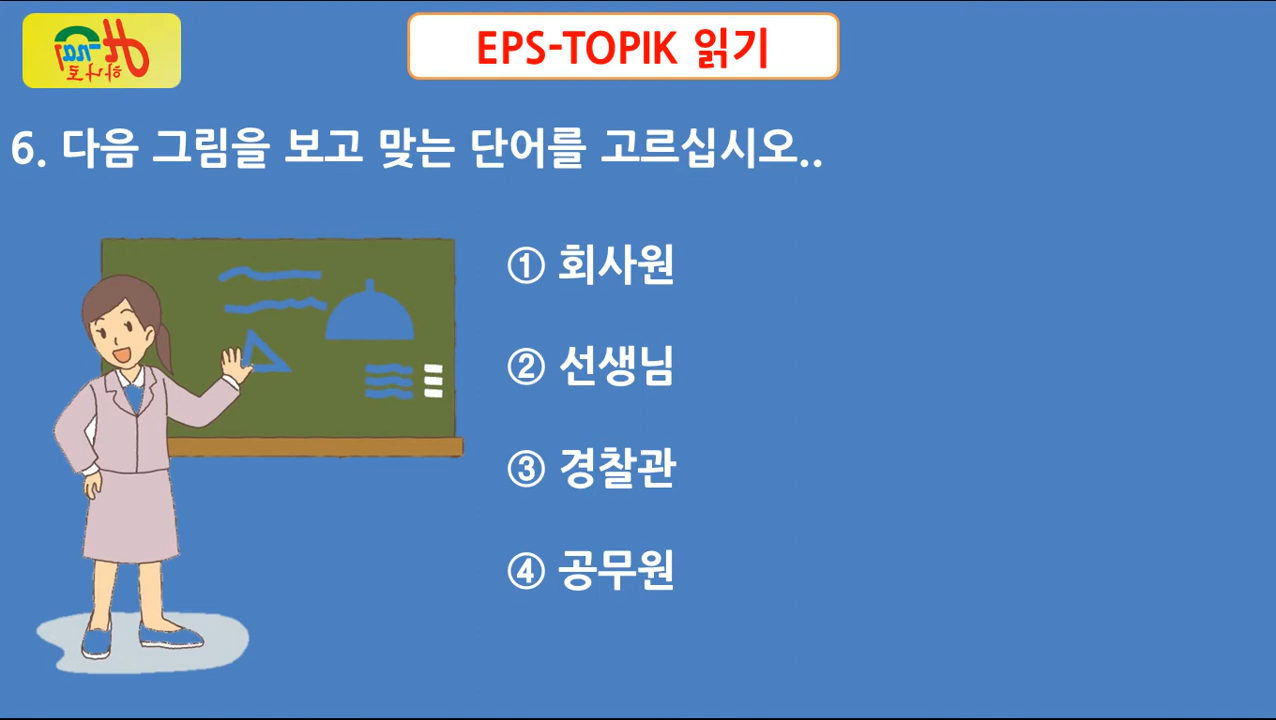 EPS-TOPIK 읽기
6. 다음 그림을 보고 맞는 단어를 고르십시오..
① 회사원
② 선생님
③ 경찰관
④ 공무원